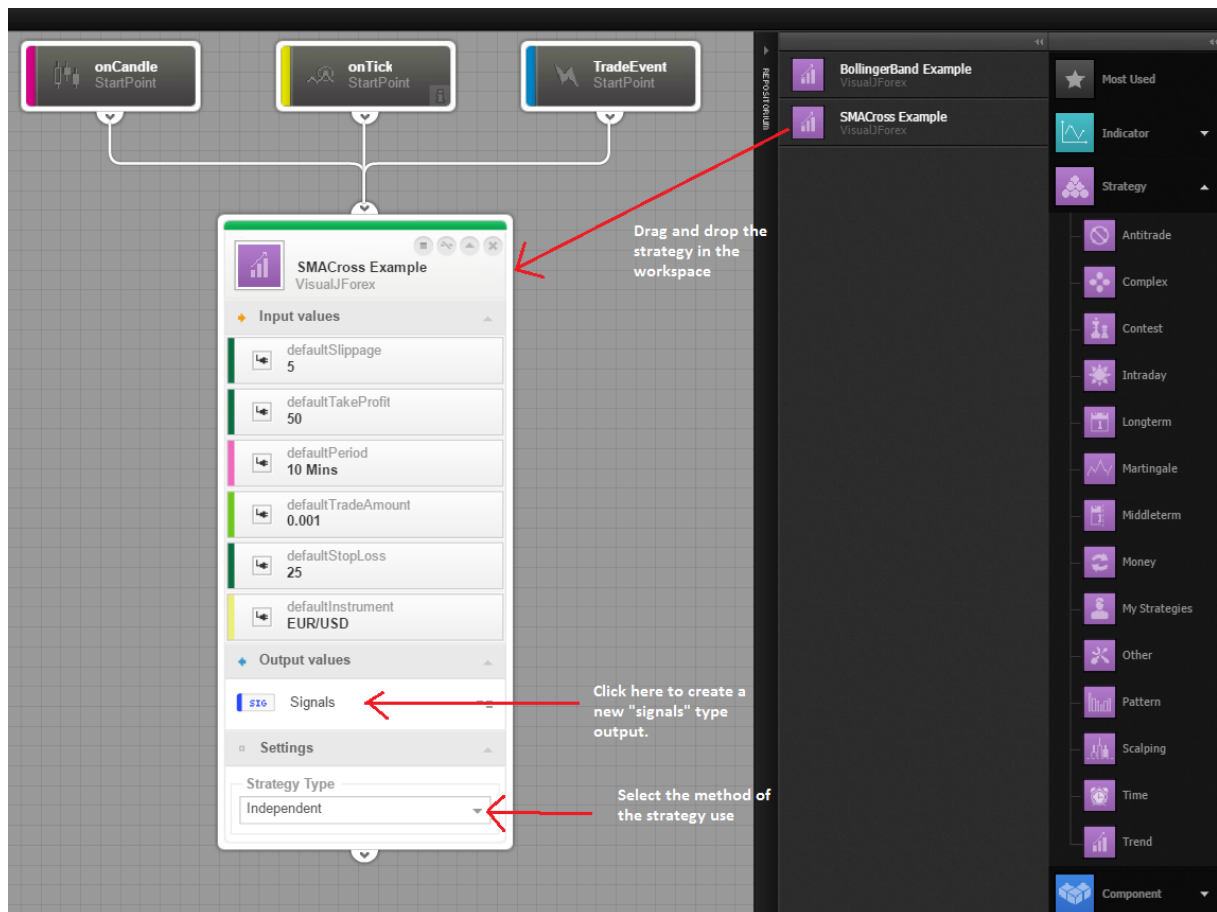 onCandle
StartPoint
onTick
StartPoint
TradeEvent
StartPoint
SMACross Example
VisualJForex
Input values
defaultSlippage
5
defaultTakeProfit
50
defaultPeriod
10 Mins
defaultTradeAmount
0.001
defaultStopLoss
25
defaultInstrument
EUR/USD
Output values
SIG Signals
Settings
Strategy Type
Independent
Drag and drop the
strategy in the
workspace
Click here to create a
new "signals" type
output.
Select the method of
the strategy use
REPOSITORIUM
BollingerBand Example
VisualJForex
SMACross Example
VisualJForex
Most Used
Indicator
Strategy
Antitrade
Complex
Contest
Intraday
Longterm
Martingale
Middleterm
Money
My Strategies
Other
Pattern
Scalping
Time
Trend
Component